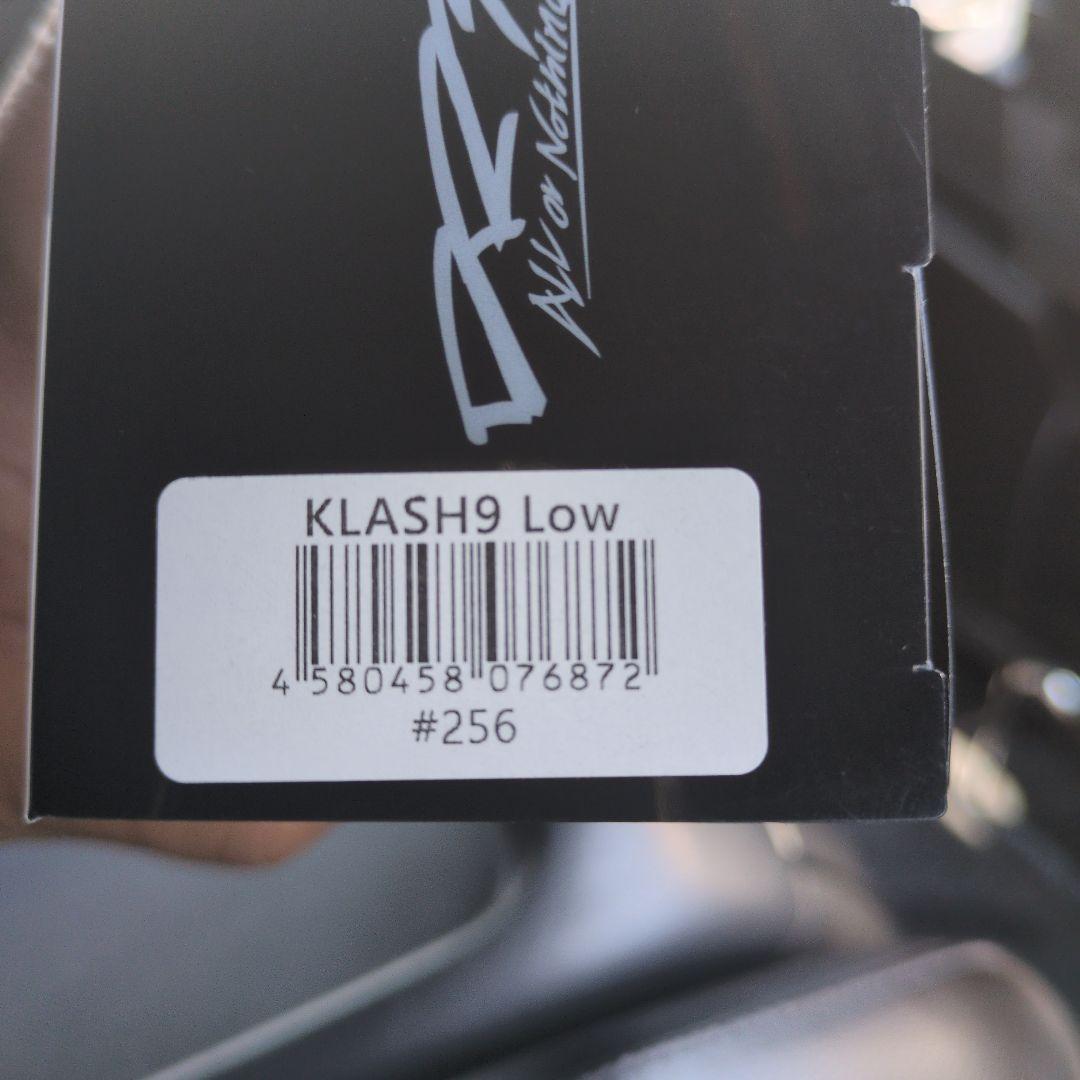 All or Nothing
KLASH9 Low
4 580458 076872
#256